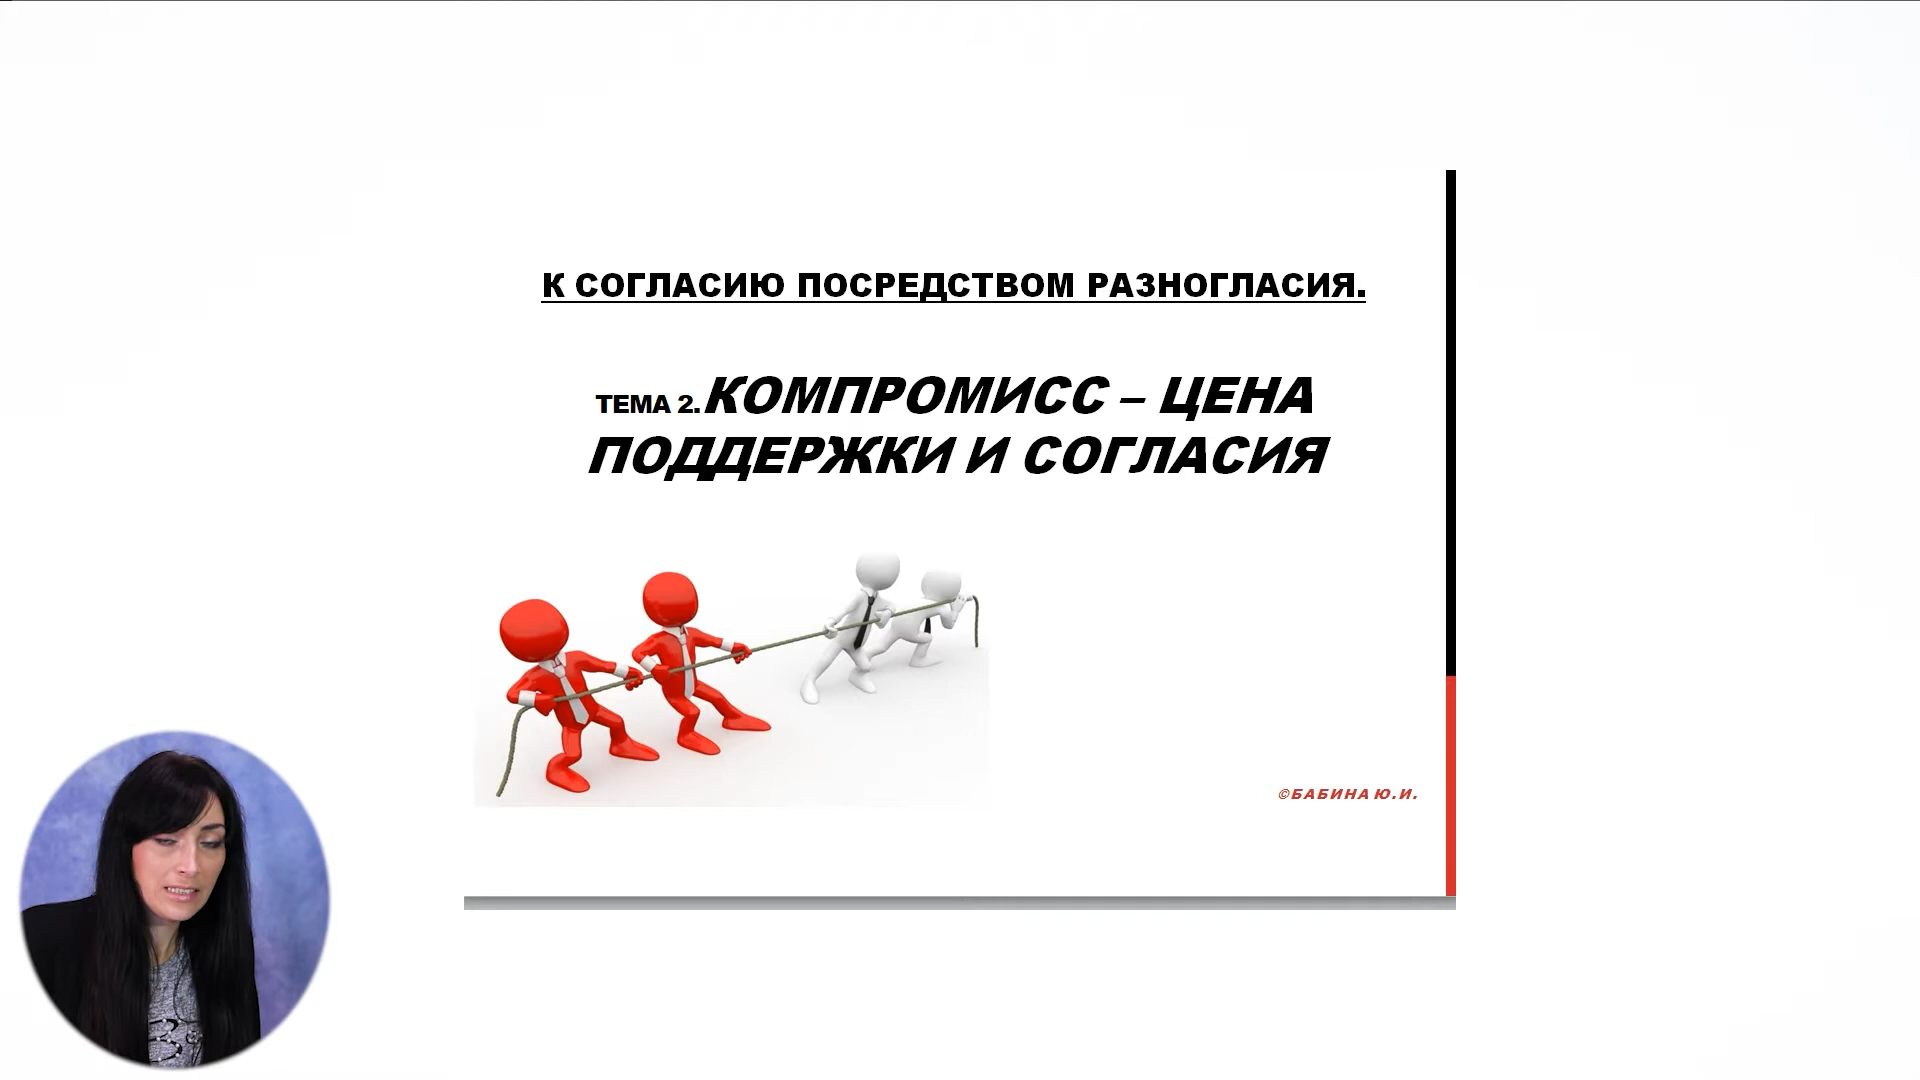 К СОГЛАСИЮ ПОСРЕДСТВОМ РАЗНОГЛАСИЯ.
ТЕМА 2. КОМПРОМИСС – ЦЕНА
ПОДДЕРЖКИ И СОГЛАСИЯ
©БАБИНА Ю.И.